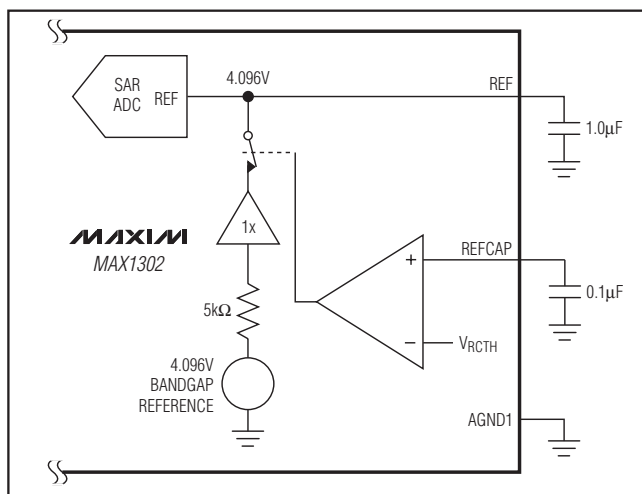 4.096V
REF
SAR
ADC
REF
1.0µF
1x
MAXIM
MAX1302
REFCAP
+
0.1µF
5kΩ
−
VRCTH
4.096V
BANDGAP
REFERENCE
AGND1